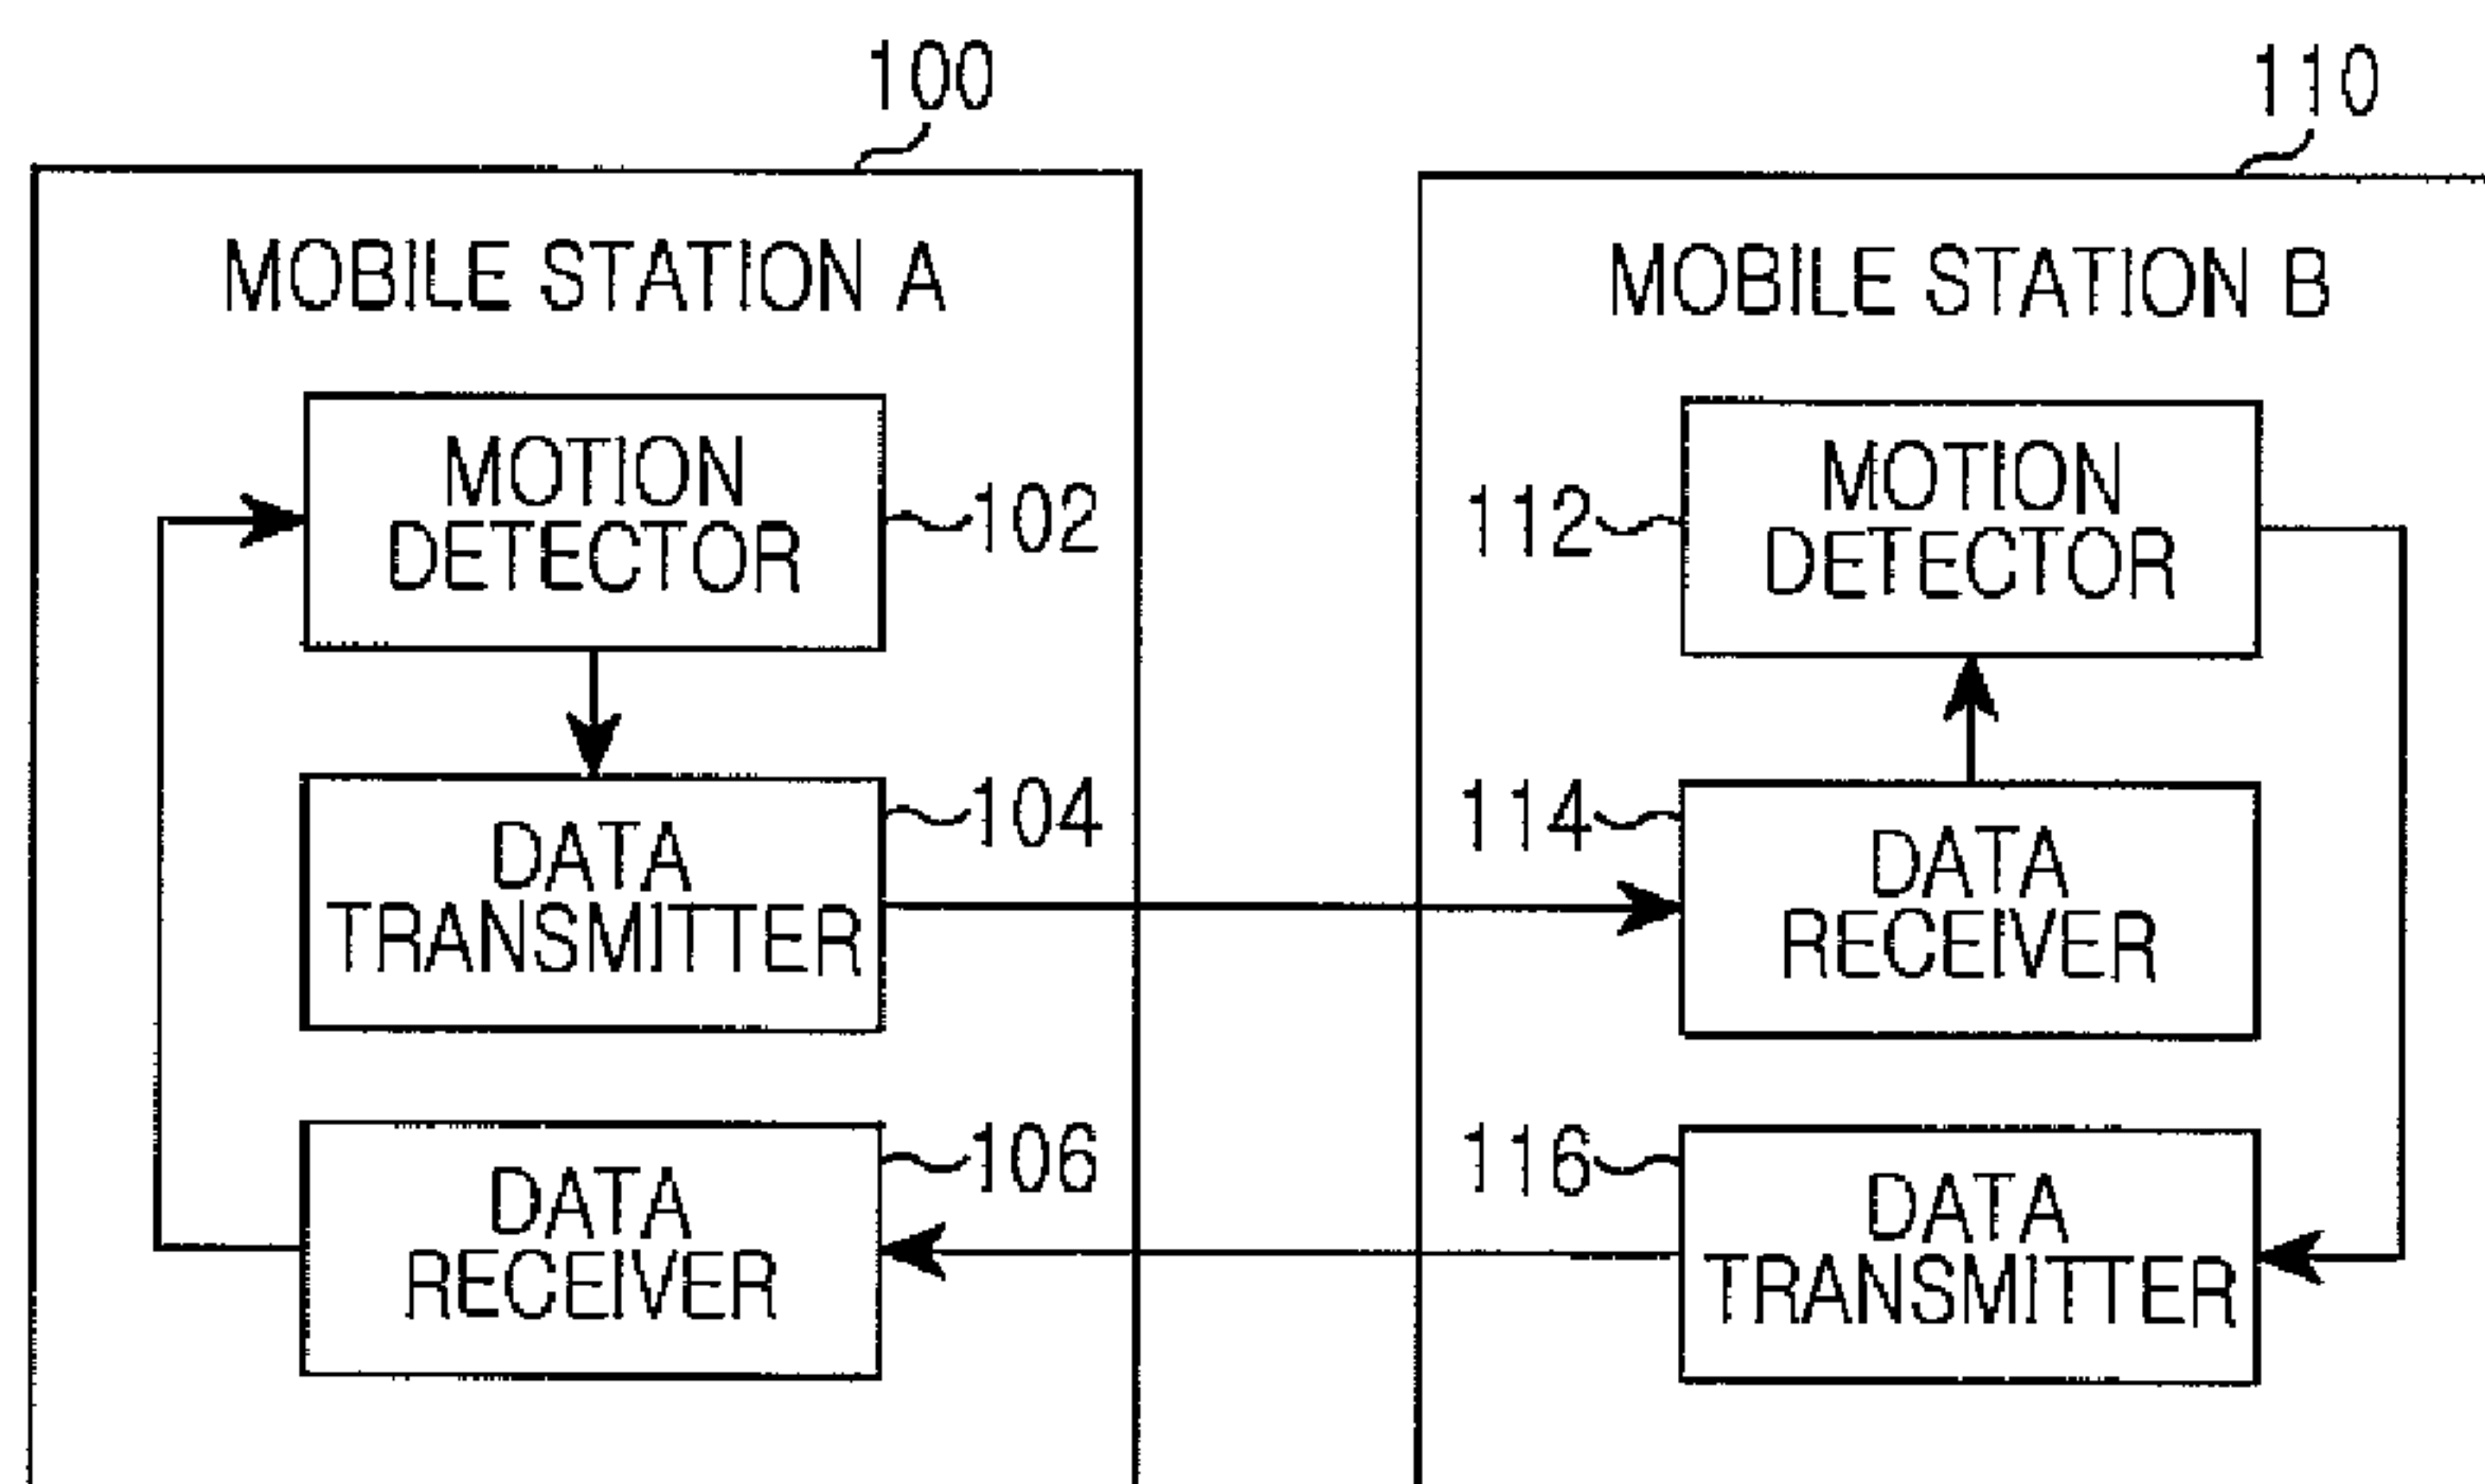 100
110
MOBILE STATION A
MOBILE STATION B
MOTION
DETECTOR
102
112
MOTION
DETECTOR
104
DATA
TRANSMITTER
114
DATA
RECEIVER
106
DATA
RECEIVER
116
DATA
TRANSMITTER